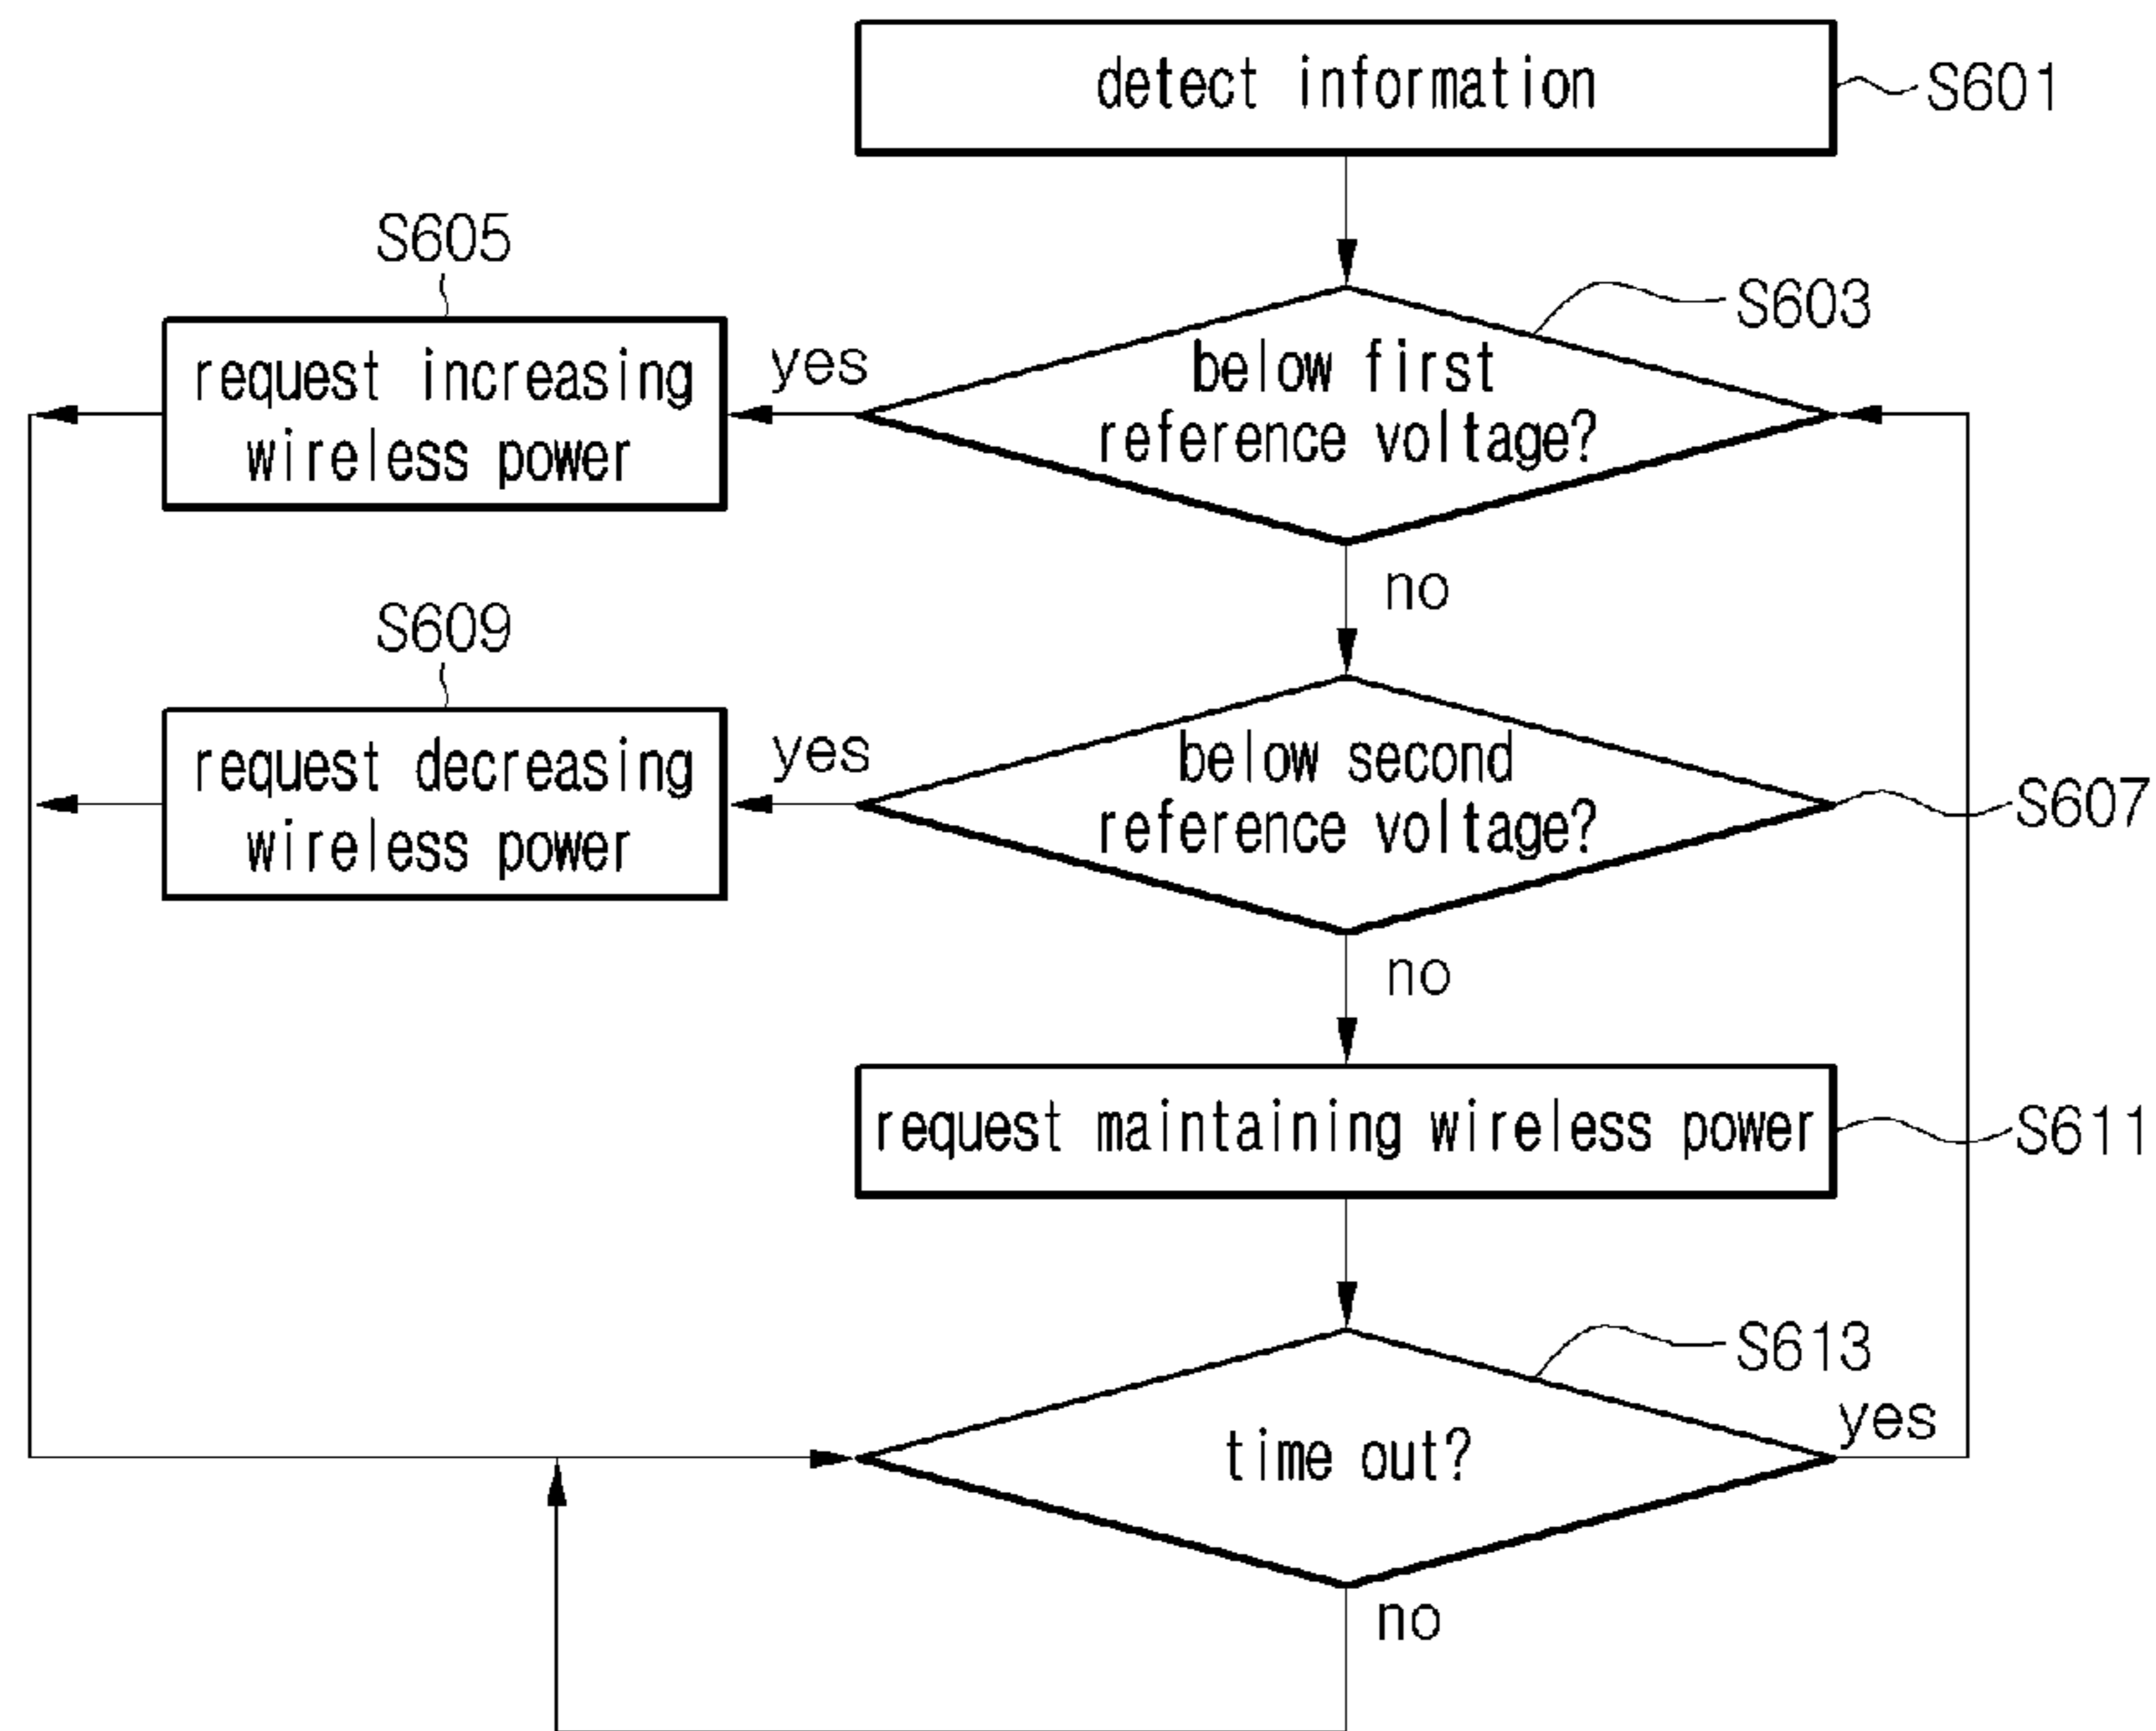 detect information
S601
S605
S603
request increasing
wireless power
yes
below first
reference voltage?
no
S609
request decreasing
wireless power
yes
below second
reference voltage?
S607
no
request maintaining wireless power
S611
S613
time out?
yes
no